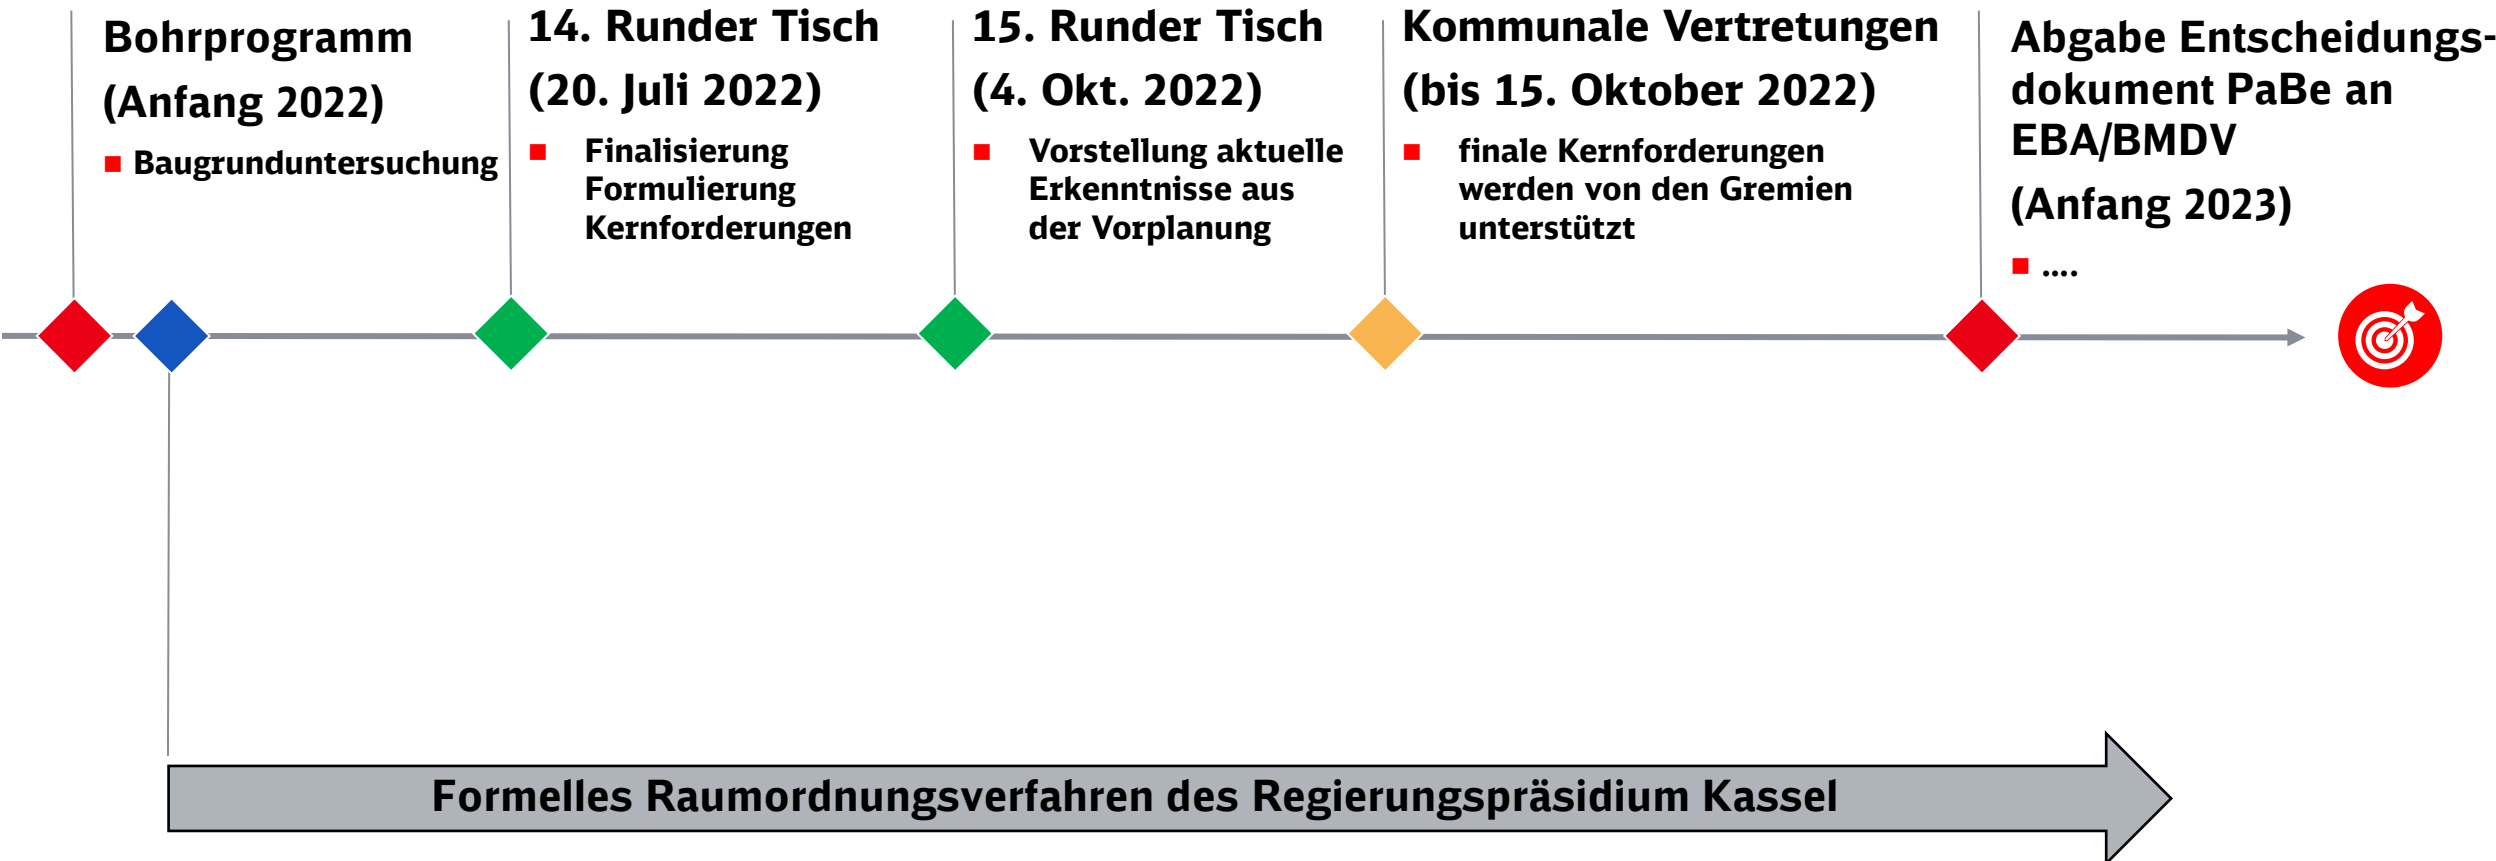 Bohrprogramm
(Anfang 2022)
Baugrunduntersuchung
14. Runder Tisch
(20. Juli 2022)
Finalisierung
Formulierung
Kernforderungen
15. Runder Tisch
(4. Okt. 2022)
Vorstellung aktuelle
Erkenntnisse aus
der Vorplanung
Kommunale Vertretungen
(bis 15. Oktober 2022)
finale Kernforderungen
werden von den Gremien
unterstützt
Abgabe Entscheidungs-
dokument PaBe an
EBA/BMDV
(Anfang 2023)
....
Formelles Raumordnungsverfahren des Regierungspräsidium Kassel